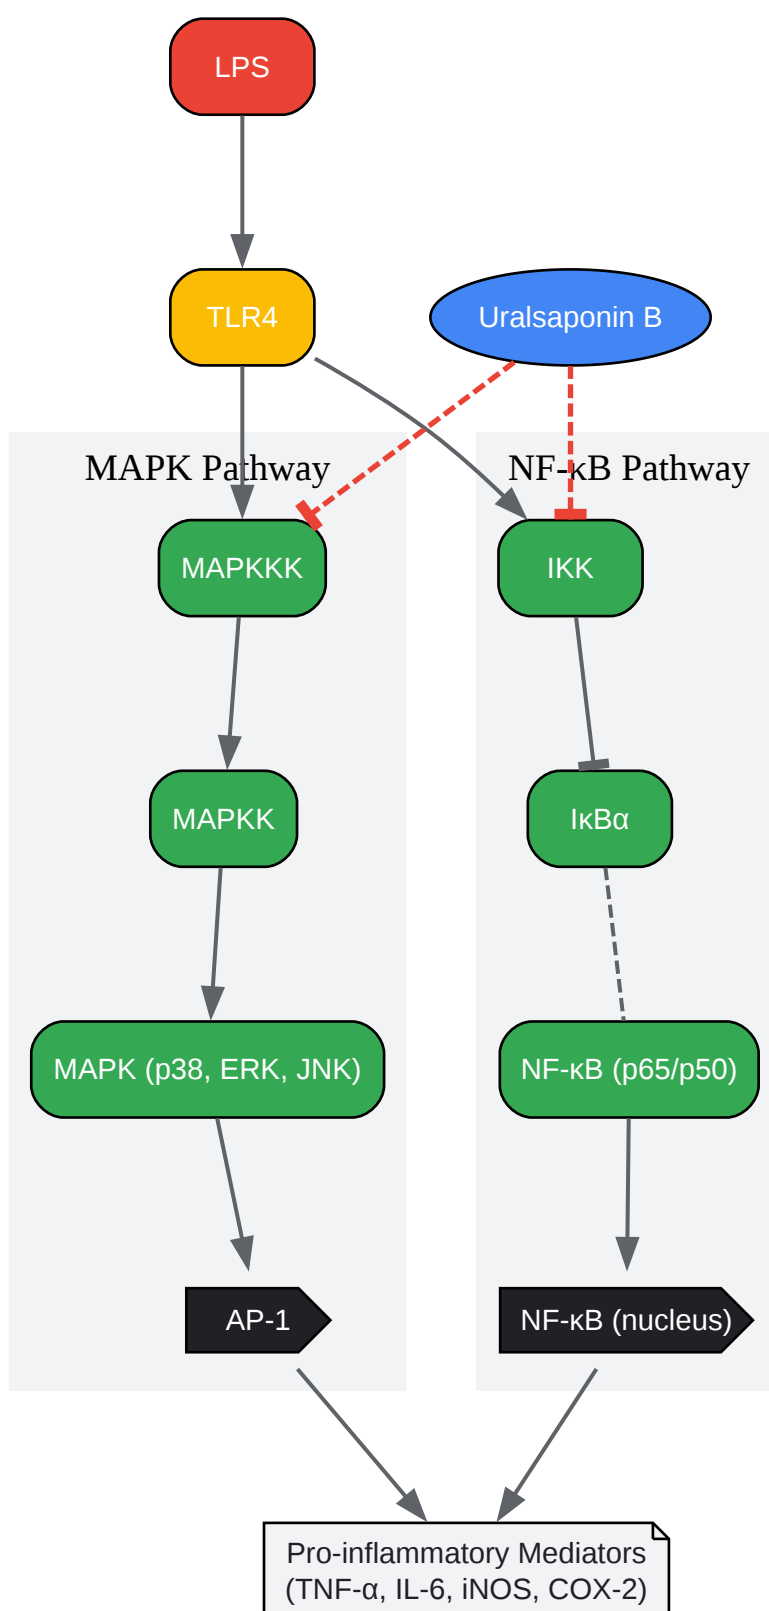 LPS
TLR4
Uralsaponin B
MAPK Pathway
NF-κB Pathway
MAPKKK
IKK
MAPKK
IκBα
MAPK (p38, ERK, JNK)
NF-κB (p65/p50)
AP-1
NF-κB (nucleus)
Pro-inflammatory Mediators
(TNF-α, IL-6, iNOS, COX-2)